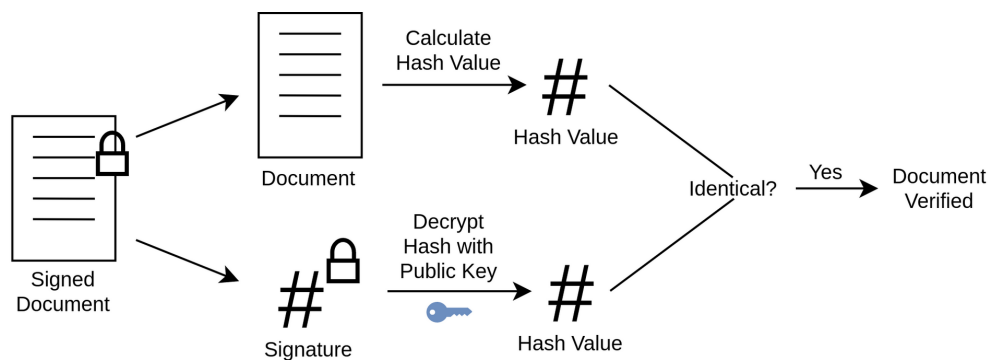 Signed
Document
Document
Calculate
Hash Value
#
Hash Value
#
Signature
Decrypt
Hash with
Public Key
#
Hash Value
Identical?
Yes
Document
Verified